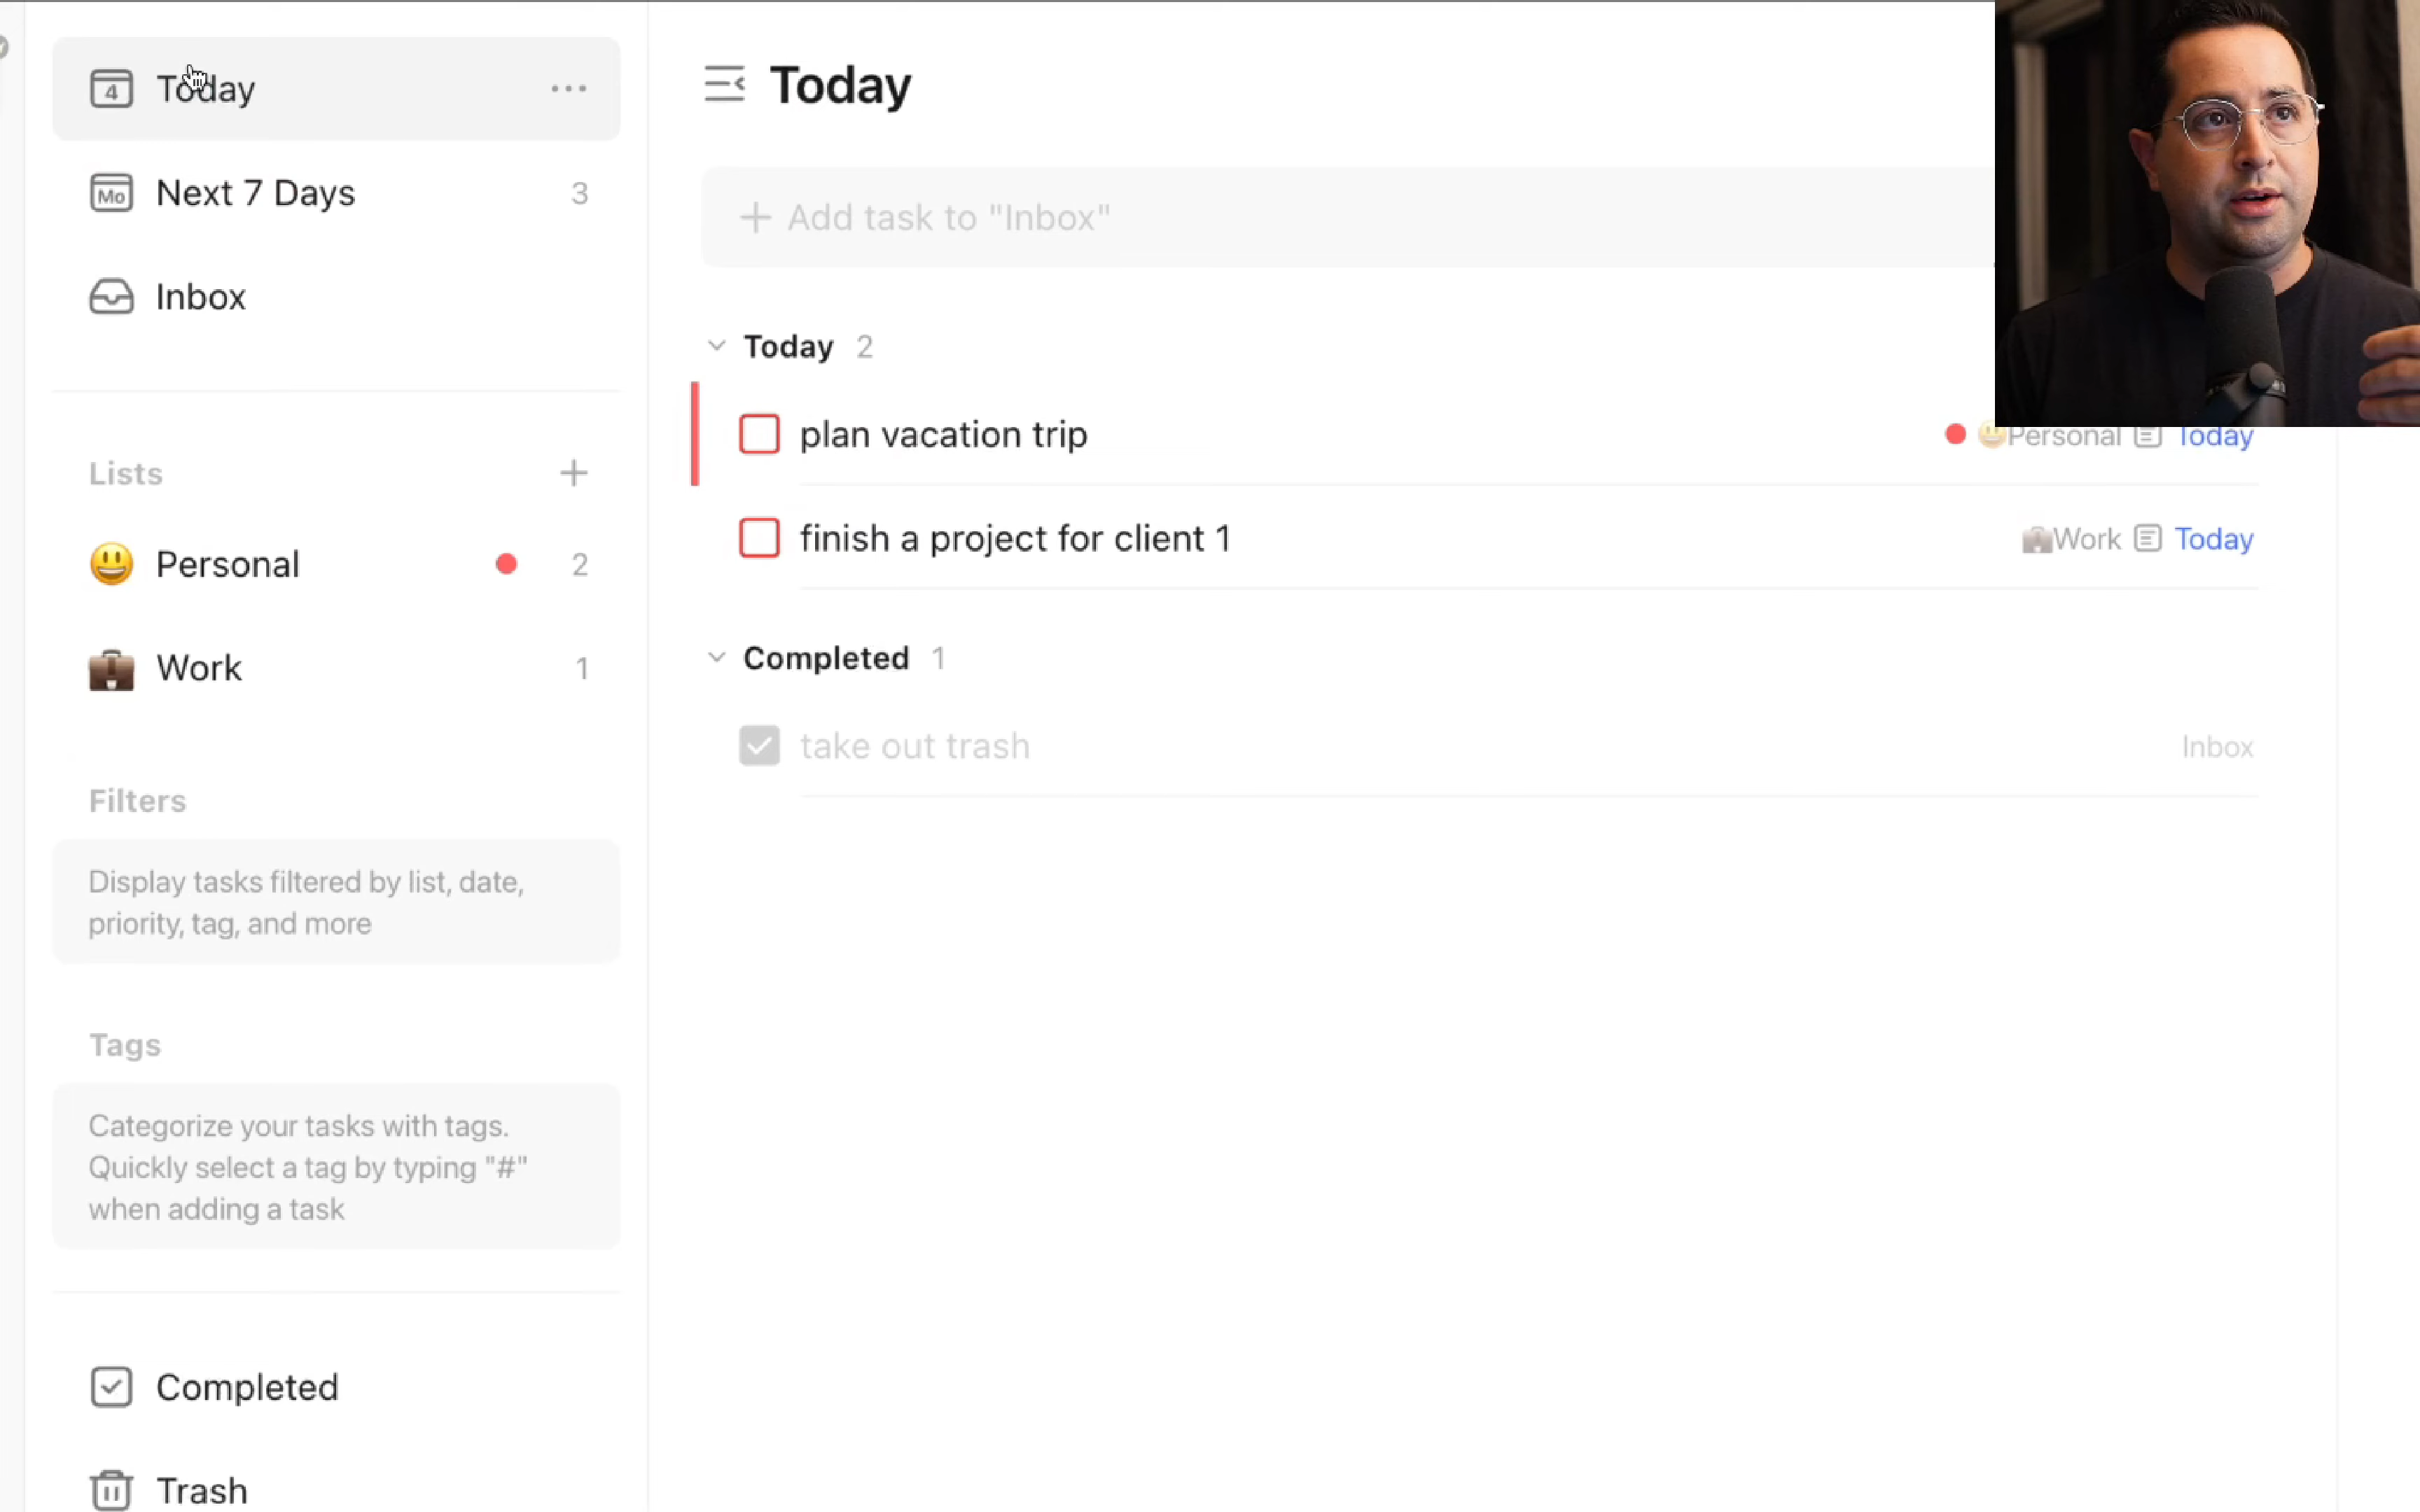 4
Today
Mo
Next 7 Days 3
Inbox
Lists
Personal 2
Work 1
Filters
Display tasks filtered by list, date,
priority, tag, and more
Tags
Categorize your tasks with tags.
Quickly select a tag by typing "#"
when adding a task
Completed
Trash
Today
Add task to "Inbox"
Today 2
plan vacation trip Personal Today
finish a project for client 1 Work Today
Completed 1
take out trash Inbox